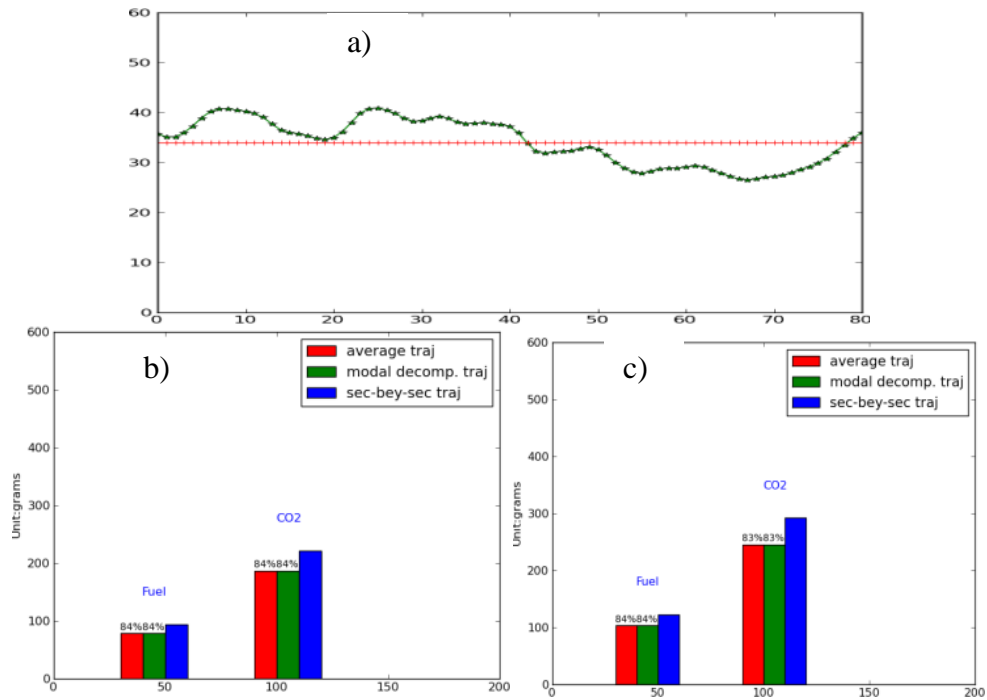 a)
60
50
40
30
20
10
0
0 10 20 30 40 50 60 70 80
b)
600
500
400
300
200
100
0
Unit:grams
average traj
modal decomp. traj
sec-bey-sec traj
CO2
84%84%
Fuel
84%84%
0 50 100 150 200
c)
600
500
400
300
200
100
0
Unit:grams
average traj
modal decomp. traj
sec-bey-sec traj
CO2
83%83%
Fuel
84%84%
0 50 100 150 200